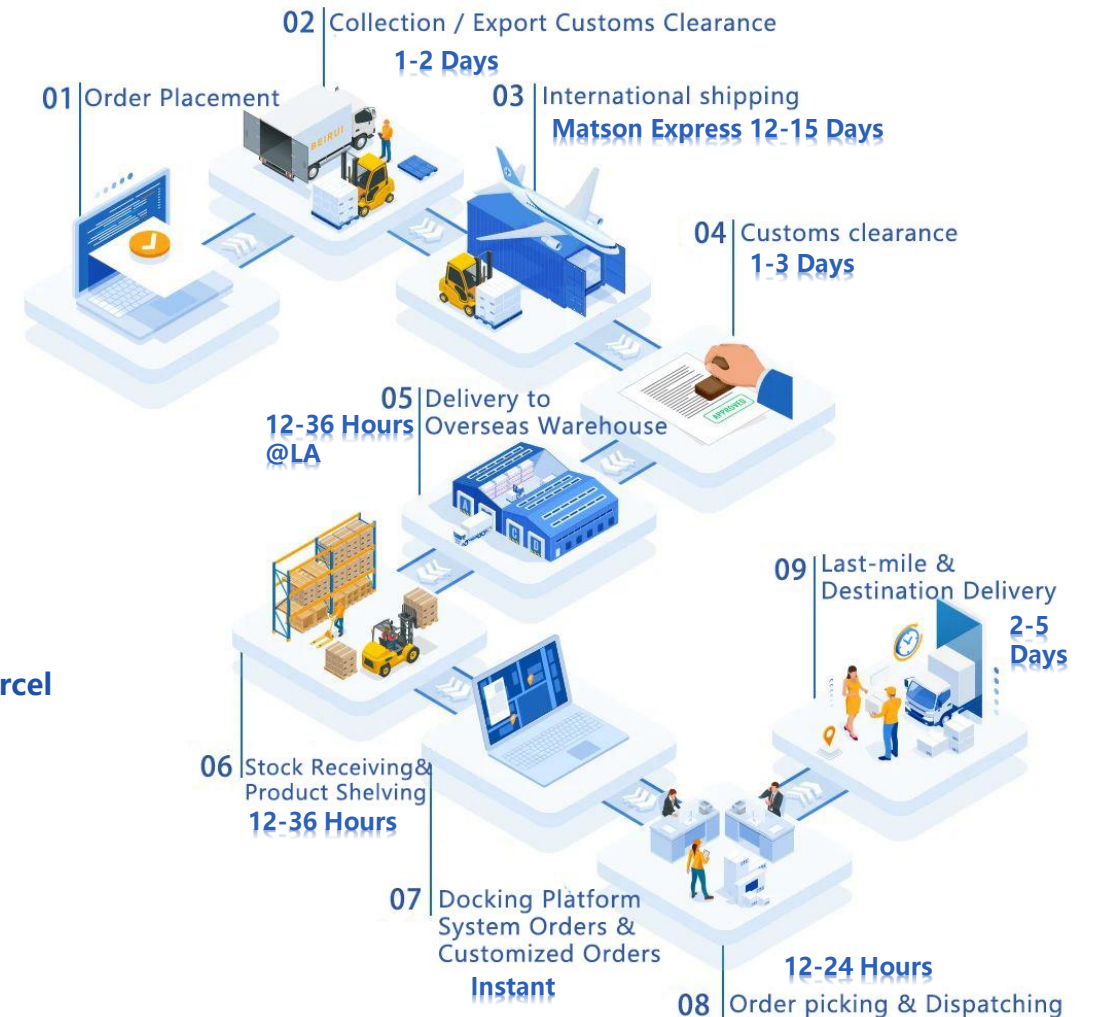 02 Collection / Export Customs Clearance
1-2 Days
01 Order Placement
03 International shipping
Matson Express 12-15 Days
BEIRUI
04 Customs clearance
1-3 Days
APPROVED
05 Delivery to
Overseas Warehouse
12-36 Hours
@LA
A
C D
09 Last-mile &
Destination Delivery
2-5
Days
rcel
06 Stock Receiving&
Product Shelving
12-36 Hours
07 Docking Platform
System Orders &
Customized Orders
Instant
12-24 Hours
08 Order picking & Dispatching